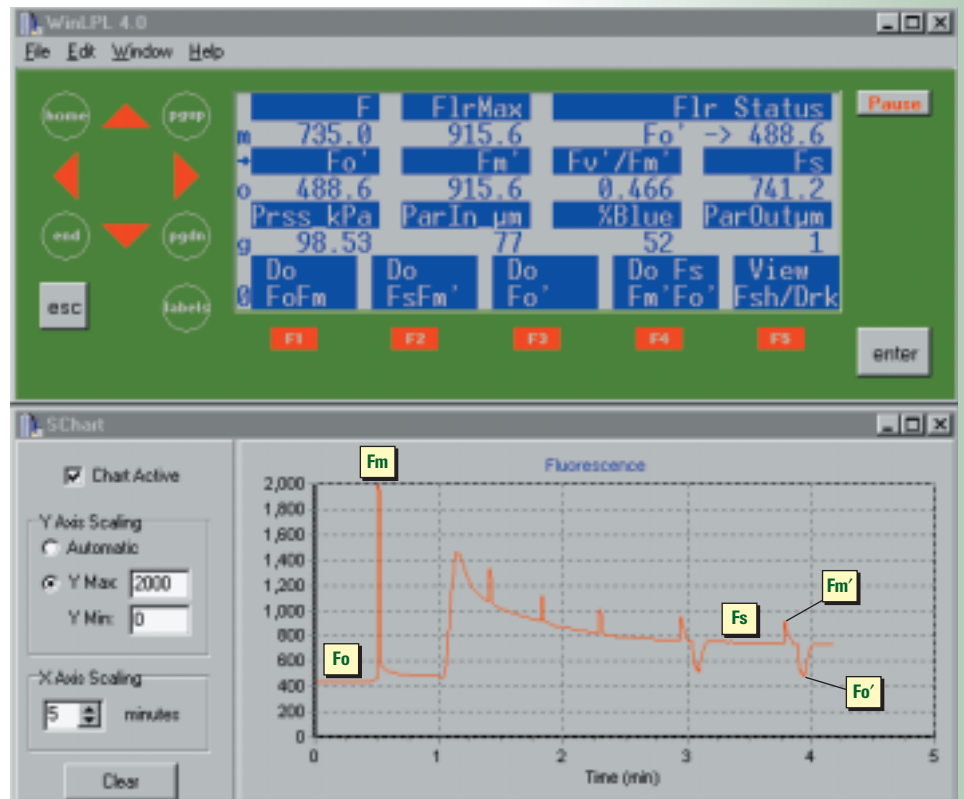 WinLPL 4.0
File Edit Window Help
home pgup
end pgdn
esc labels
F FlrMax Flr Status
m 735.0 915.6 Fo' -> 488.6
→ Fo' Fm' Fv'/Fm' Fs
o 488.6 915.6 0.466 741.2
Prss_kPa ParIn_µm %Blue ParOutµm
g 98.53 77 52 1
Do Do Do Do Fs View
0 FoFm FsFm' Fo' Fm'Fo' Fsh/Drk
F1 F2 F3 F4 F5
Pause
enter
SChart
Chart Active
Y Axis Scaling
Automatic
Y Max: 2000
Y Min: 0
X Axis Scaling
5 minutes
Clear
Fluorescence
2,000
1,800
1,600
1,400
1,200
1,000
800
600
400
200
0
0 1 2 3 4 5
Time (min)
Fm
Fo
Fs
Fm′
Fo′